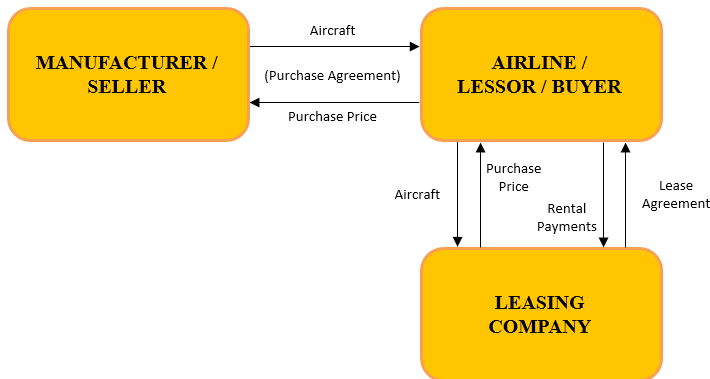 MANUFACTURER /
SELLER
Aircraft
(Purchase Agreement)
Purchase Price
AIRLINE /
LESSOR / BUYER
Aircraft
Purchase
Price
Rental
Payments
Lease
Agreement
LEASING
COMPANY